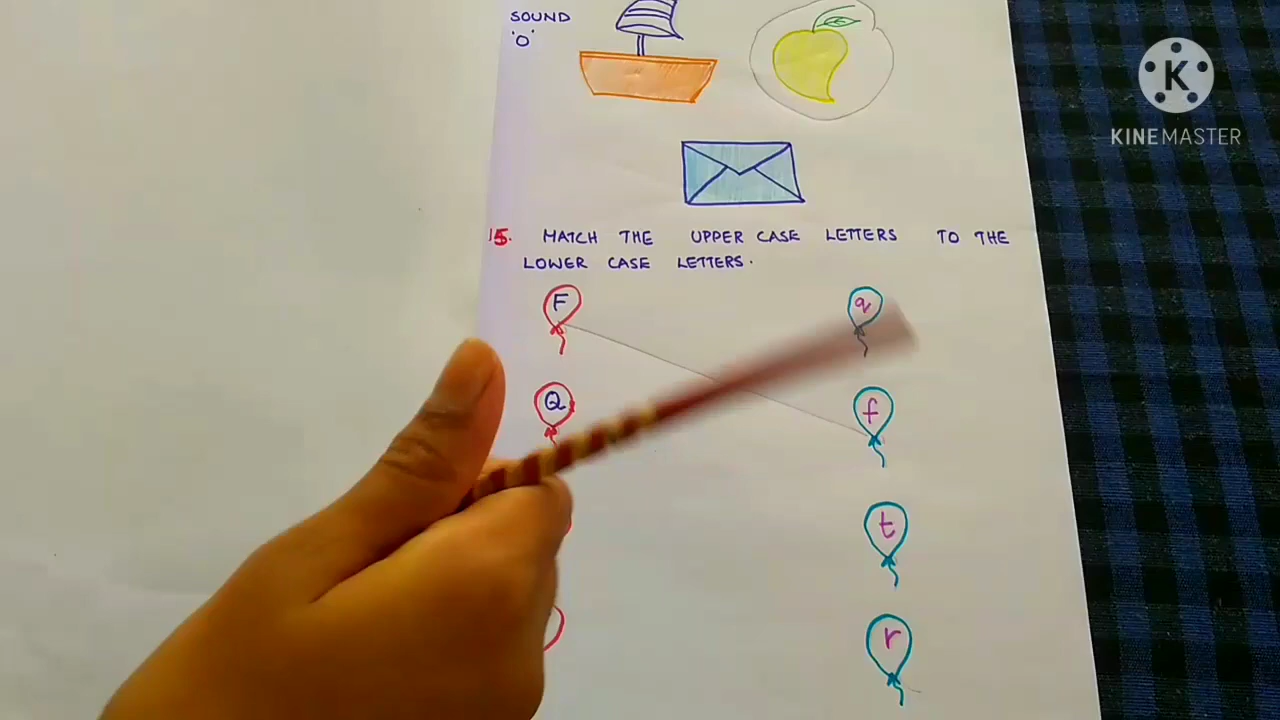 SOUND
'O'
K
KINEMASTER
15. MATCH THE UPPER CASE LETTERS TO THE
LOWER CASE LETTERS.
F q
Q f
t
r